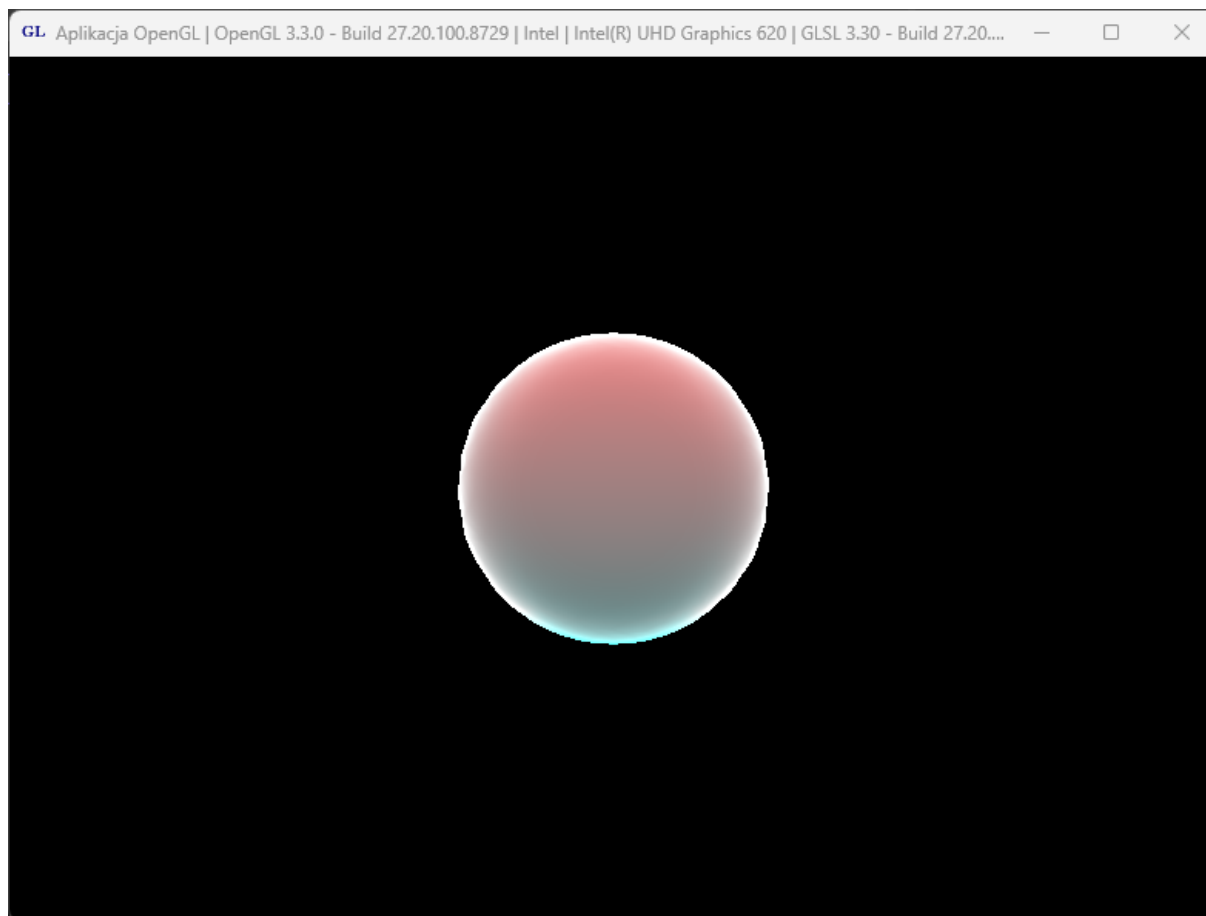 GL Aplikacja OpenGL | OpenGL 3.3.0 - Build 27.20.100.8729 | Intel | Intel(R) UHD Graphics 620 | GLSL 3.30 - Build 27.20....